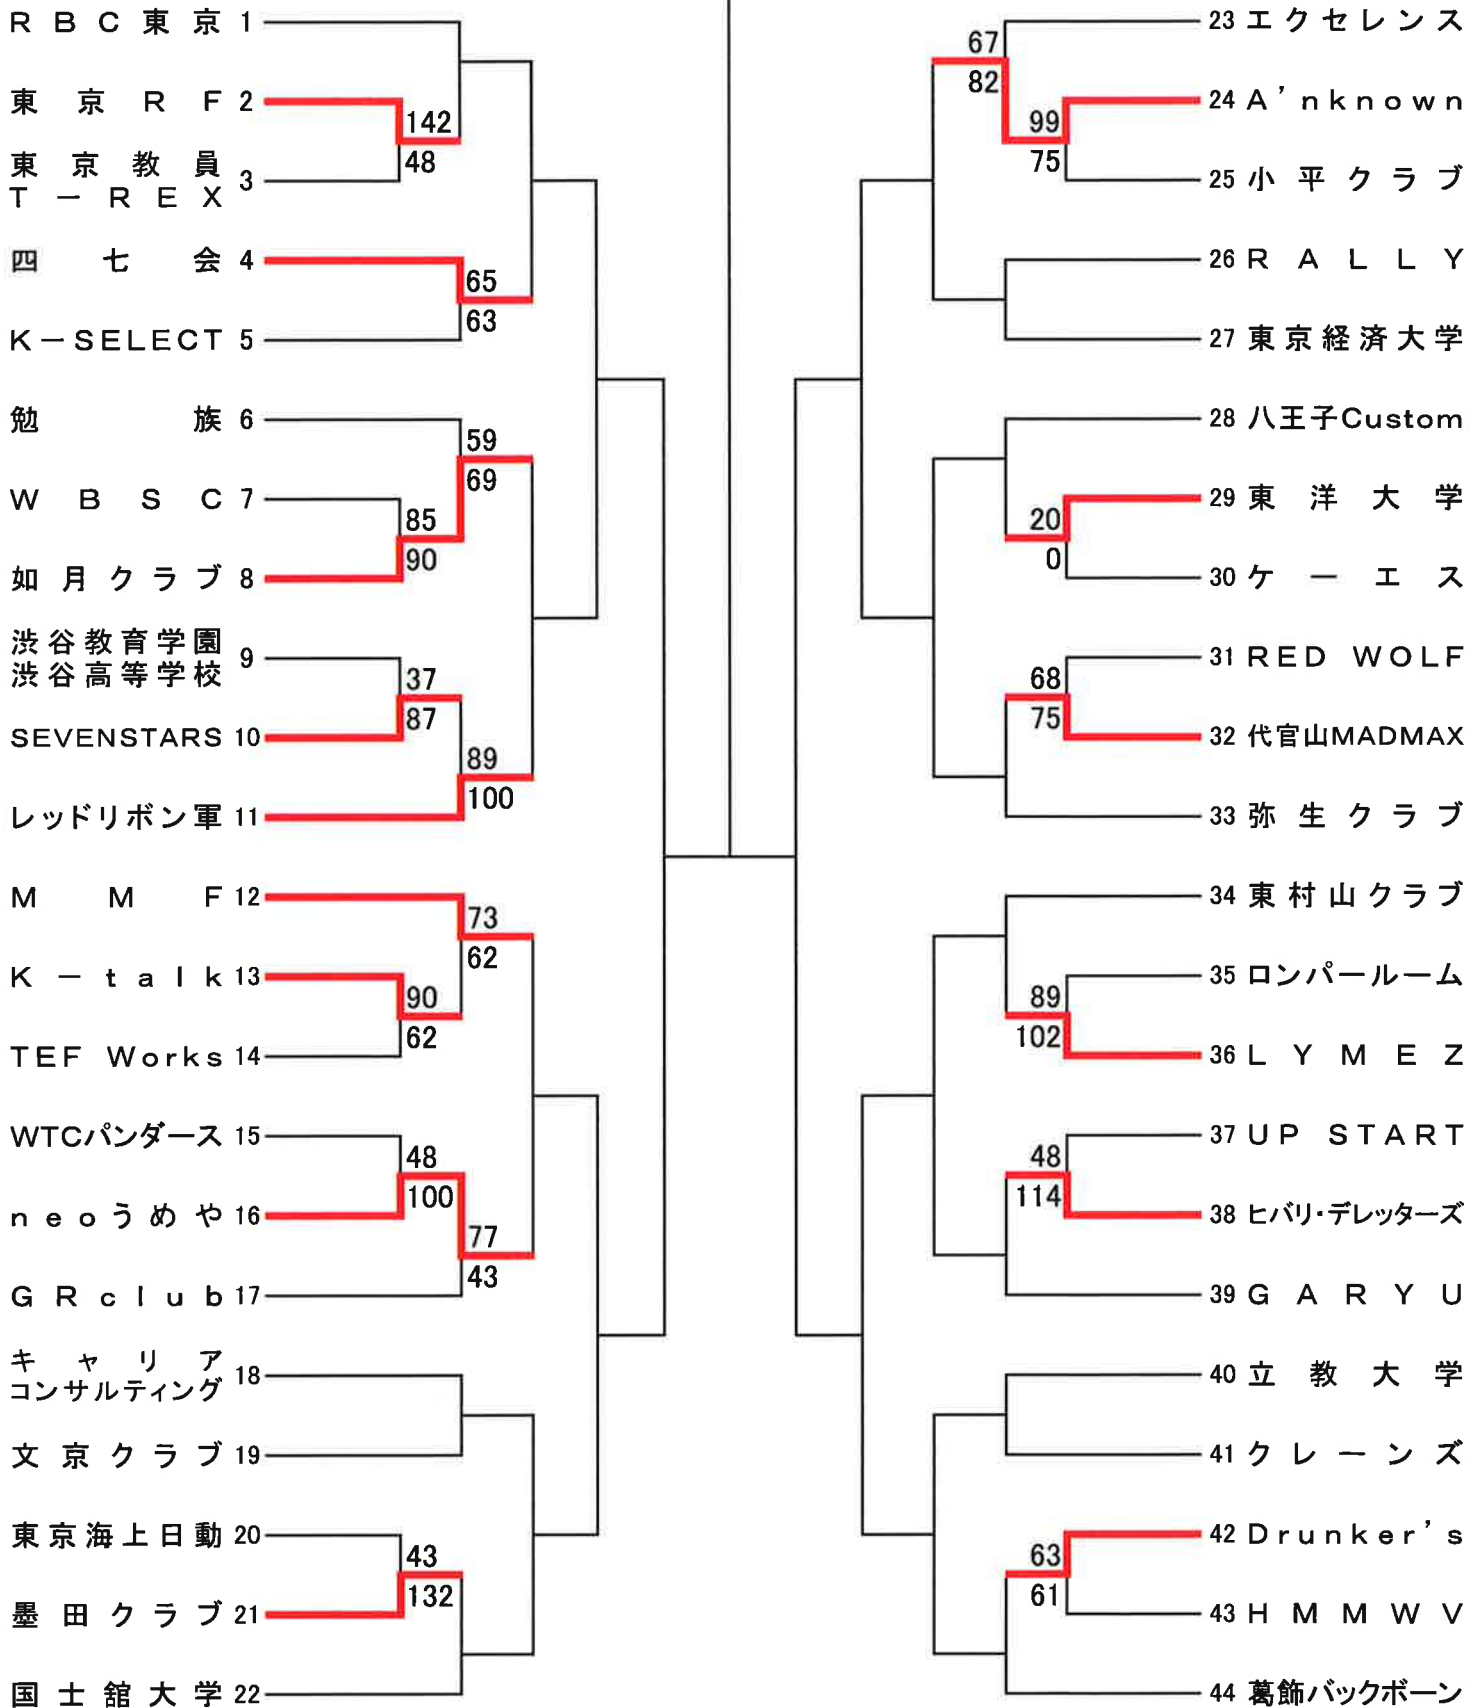 RBC東京 1
東京RF 2
142
48
東京教員
T－REX 3
四七会 4
65
63
K－SELECT 5
勉族 6
59
69
WBSC 7
85
90
如月クラブ 8
渋谷教育学園
渋谷高等学校 9
37
87
SEVENSTARS 10
89
100
レッドリボン軍 11
MMF 12
73
62
K－talk 13
90
62
TEF Works 14
WTCパンダース 15
48
100
neoうめや 16
77
43
GRclub 17
キャリア
コンサルティング 18
文京クラブ 19
東京海上日動 20
43
132
墨田クラブ 21
国士舘大学 22
23 エクセレンス
67
82
24 A’nknown
99
75
25 小平クラブ
26 RALLY
27 東京経済大学
28 八王子Custom
29 東洋大学
20
0
30 ケーエス
31 RED WOLF
68
75
32 代官山MADMAX
33 弥生クラブ
34 東村山クラブ
35 ロンパールーム
89
102
36 LYMEZ
37 UP START
48
114
38 ヒバリ・デレッターズ
39 GARYU
40 立教大学
41 クレーンズ
42 Drunker’s
63
61
43 HMMWV
44 葛飾バックボーン